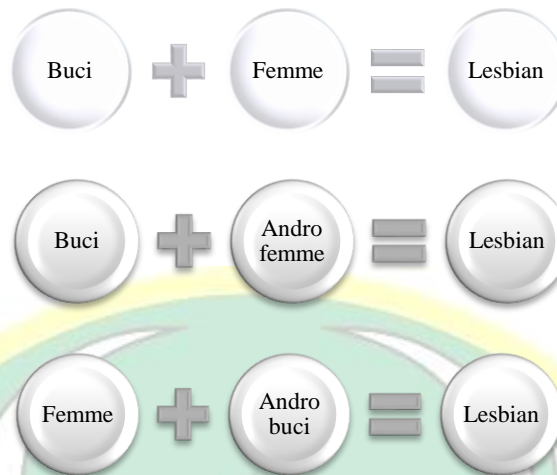 Buci + Femme = Lesbian
Buci + Andro femme = Lesbian
Femme + Andro buci = Lesbian